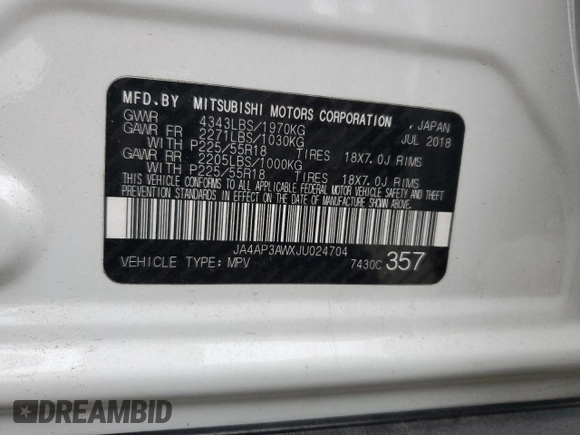 MFD.BY MITSUBISHI MOTORS CORPORATION , JAPAN
GVWR 4343LBS/1970KG JUL 2018
GAWR FR 2271LBS/1030KG
WITH P225/55R18 TIRES 18X7.0J RIMS
GAWR RR 2205LBS/1000KG
WITH P225/55R18 TIRES 18X7.0J RIMS
THIS VEHICLE CONFORMS TO ALL APPLICABLE FEDERAL MOTOR VEHICLE SAFETY, BUMPER
AND THEFT PREVENTION STANDARDS IN EFFECT ON THE DATE OF MANUFACTURE SHOWN ABOVE.
JA4AP3AWXJU024704
VEHICLE TYPE: MPV 7430C 357
DREAMBID